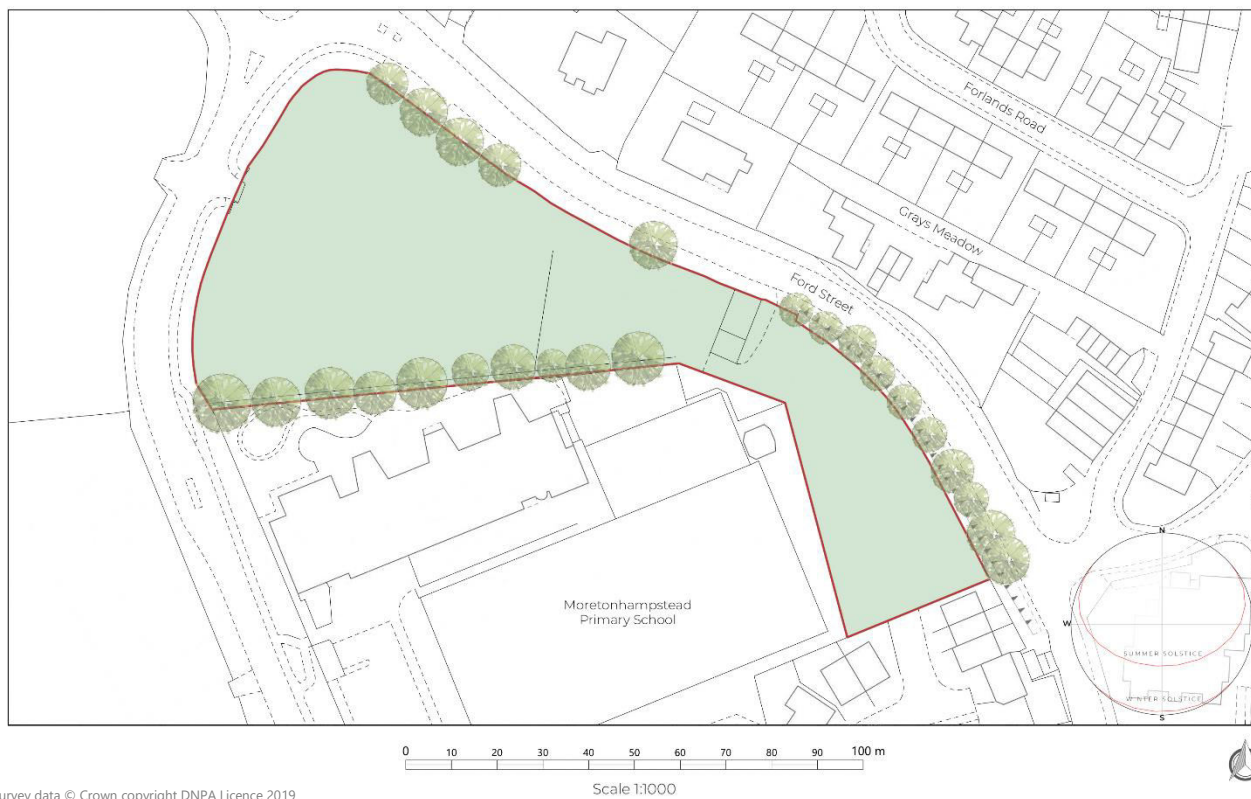 Forlands Road
Grays Meadow
Ford Street
Moretonhampstead
Primary School
N
W
SUMMER SOLSTICE
WINTER SOLSTICE
S
0 10 20 30 40 50 60 70 80 90 100 m
Scale 1:1000
urvey data © Crown copyright DNPA Licence 2019